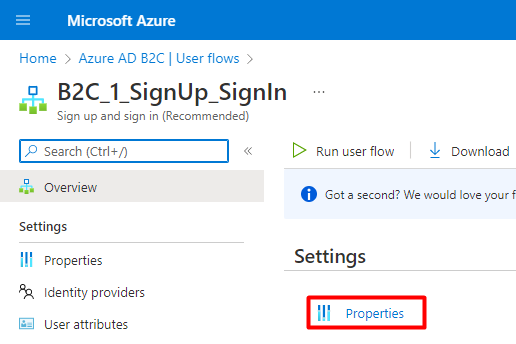 Microsoft Azure
Home > Azure AD B2C | User flows >
B2C_1_SignUp_SignIn ...
Sign up and sign in (Recommended)
Search (Ctrl+/) «
Run user flow
Download
Overview
Got a second? We would love your f
Settings
Properties
Identity providers
User attributes
Settings
Properties